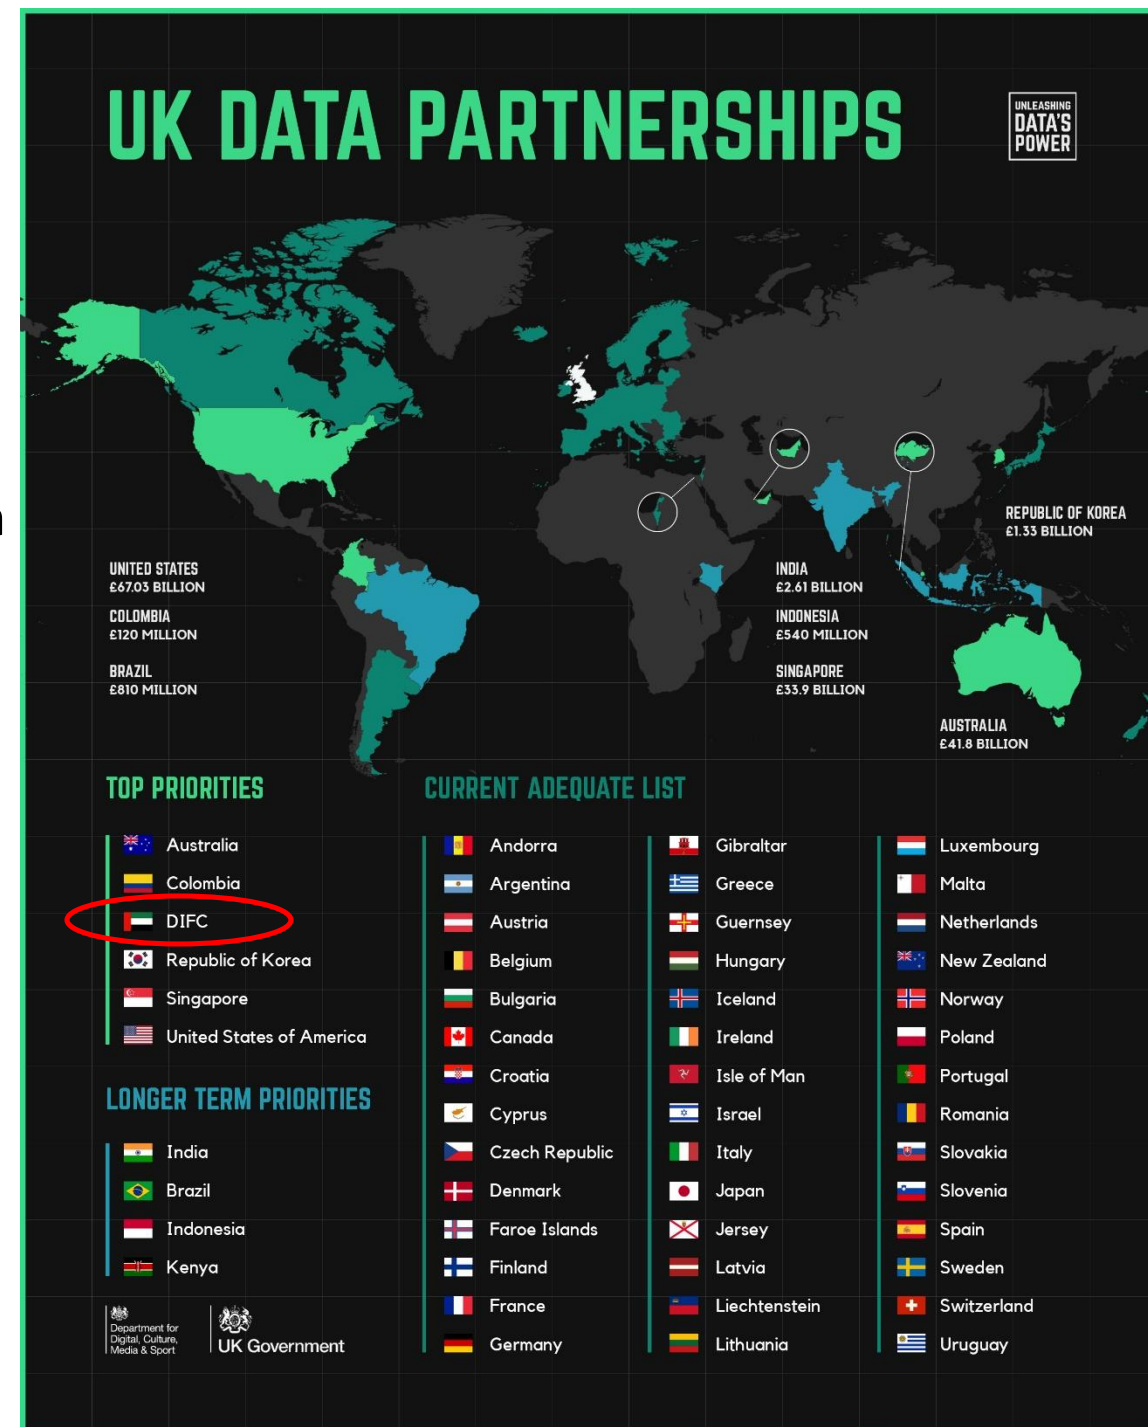 UK DATA PARTNERSHIPS
UNLEASHING
DATA'S
POWER
n
REPUBLIC OF KOREA
£1.33 BILLION
UNITED STATES
£67.03 BILLION
COLOMBIA
£120 MILLION
BRAZIL
£810 MILLION
INDIA
£2.61 BILLION
INDONESIA
£540 MILLION
SINGAPORE
£33.9 BILLION
AUSTRALIA
£41.8 BILLION
TOP PRIORITIES
Australia
Colombia
DIFC
Republic of Korea
Singapore
United States of America
LONGER TERM PRIORITIES
India
Brazil
Indonesia
Kenya
CURRENT ADEQUATE LIST
Andorra
Argentina
Austria
Belgium
Bulgaria
Canada
Croatia
Cyprus
Czech Republic
Denmark
Faroe Islands
Finland
France
Germany
Gibraltar
Greece
Guernsey
Hungary
Iceland
Ireland
Isle of Man
Israel
Italy
Japan
Jersey
Latvia
Liechtenstein
Lithuania
Luxembourg
Malta
Netherlands
New Zealand
Norway
Poland
Portugal
Romania
Slovakia
Slovenia
Spain
Sweden
Switzerland
Uruguay
Department for
Digital, Culture,
Media & Sport
UK Government